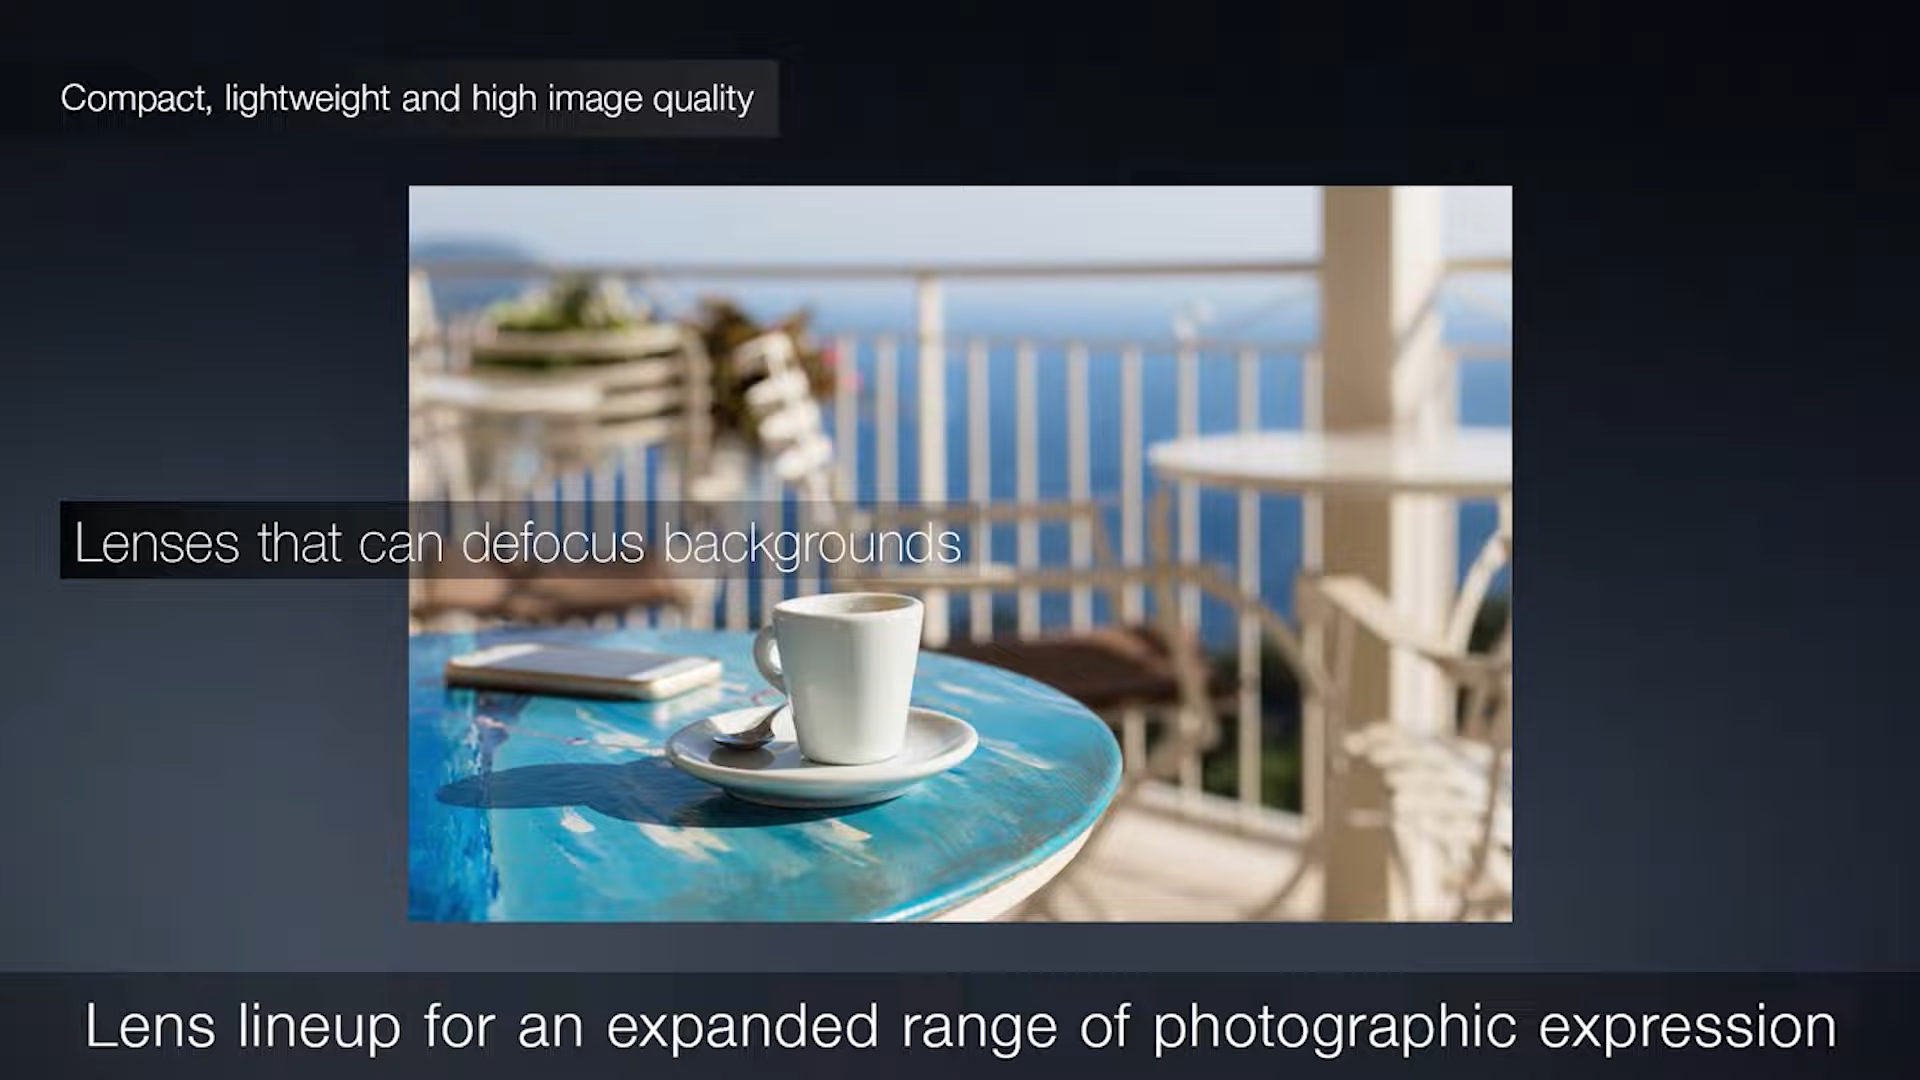 Compact, lightweight and high image quality
Lenses that can defocus backgrounds
Lens lineup for an expanded range of photographic expression